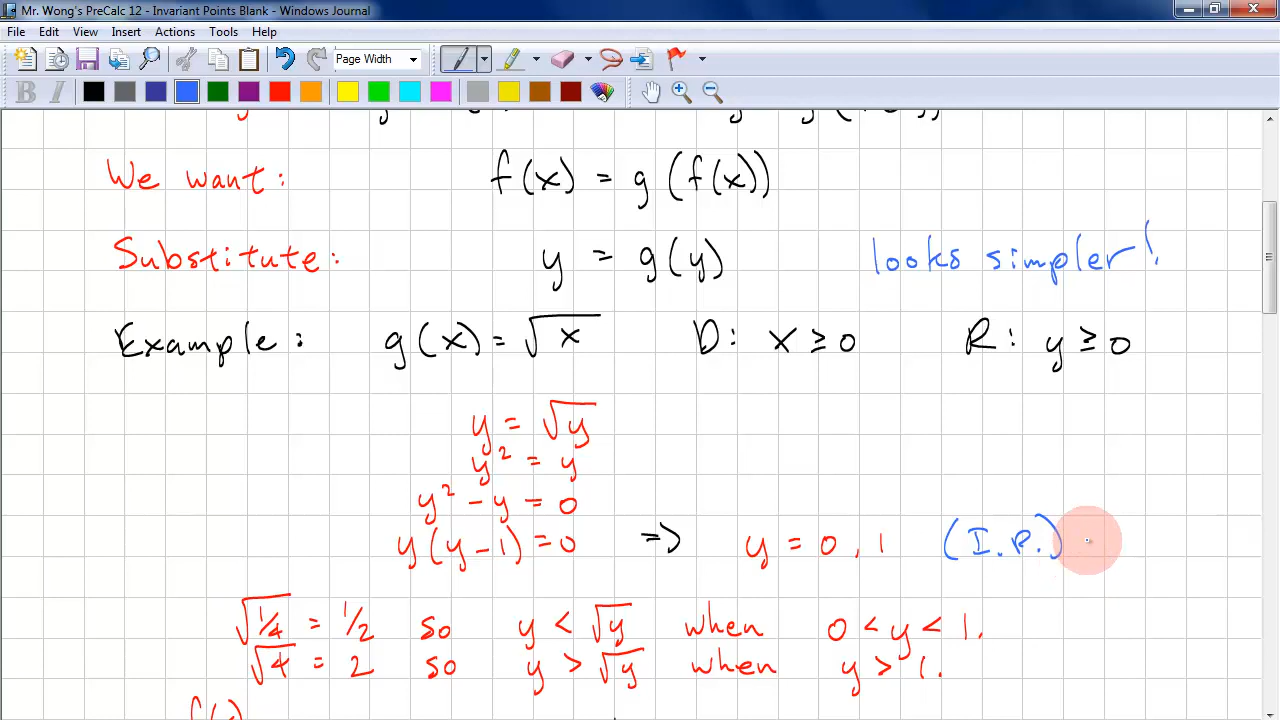 Mr. Wong's PreCalc 12 - Invariant Points Blank - Windows Journal
File Edit View Insert Actions Tools Help
Page Width
B I
We want: f(x) = g(f(x))
Substitute: y = g(y) looks simpler!
Example: g(x) = √x D: x ≥ 0 R: y ≥ 0
y = √y
y² = y
y² - y = 0
y(y - 1) = 0 => y = 0, 1 (I.P.)
√1/4 = 1/2 so y < √y when 0 < y < 1.
√4 = 2 so y > √y when y > 1.